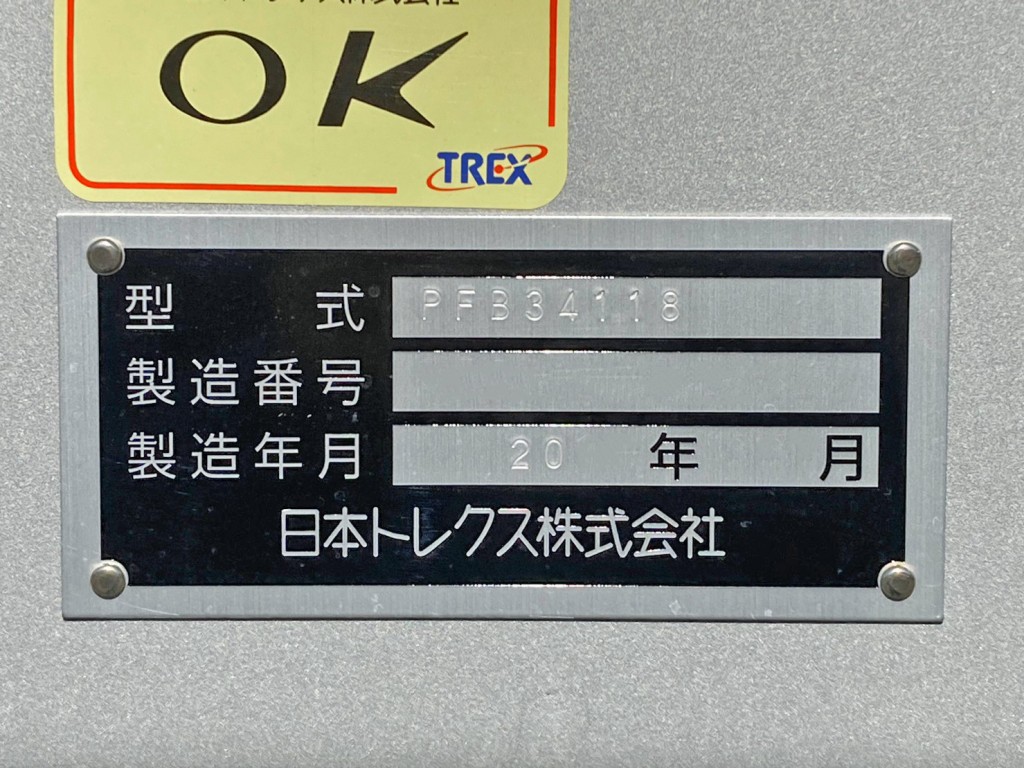 OK
TREX
型式 PFB34118
製造番号
製造年月 20 年 月
日本トレクス株式会社